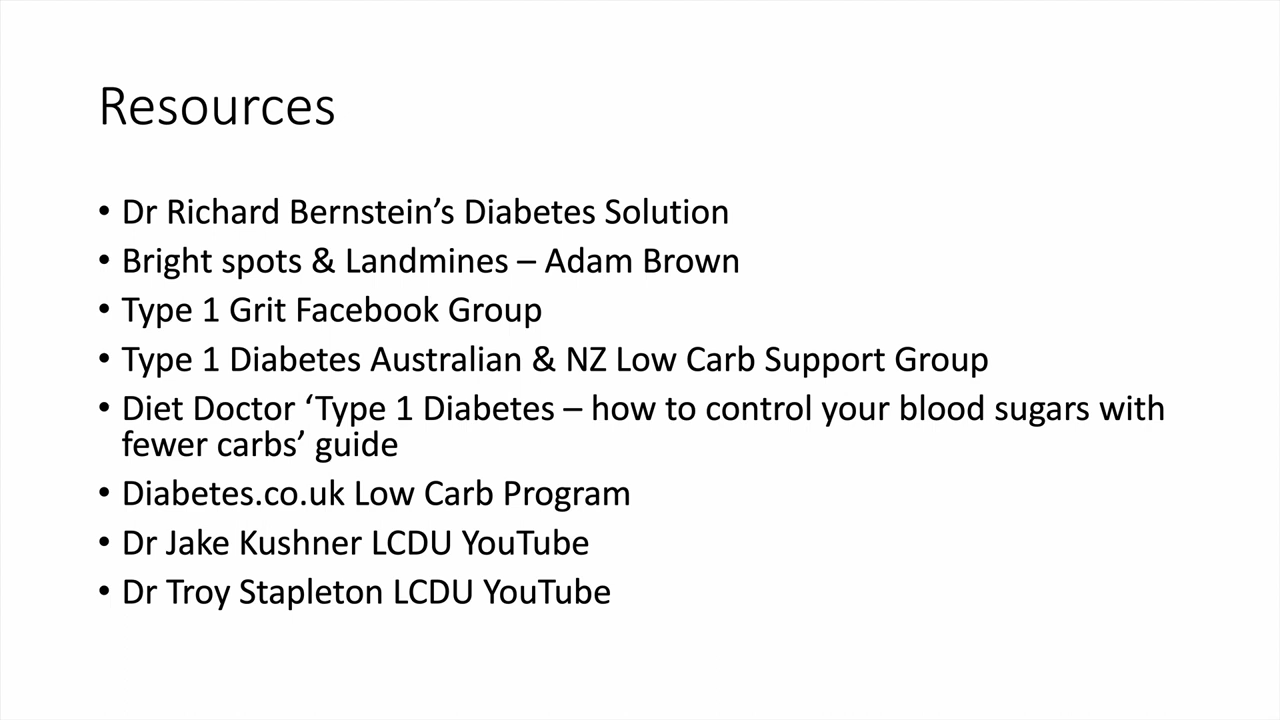 Resources
• Dr Richard Bernstein’s Diabetes Solution
• Bright spots & Landmines – Adam Brown
• Type 1 Grit Facebook Group
• Type 1 Diabetes Australian & NZ Low Carb Support Group
• Diet Doctor ‘Type 1 Diabetes – how to control your blood sugars with
fewer carbs’ guide
• Diabetes.co.uk Low Carb Program
• Dr Jake Kushner LCDU YouTube
• Dr Troy Stapleton LCDU YouTube